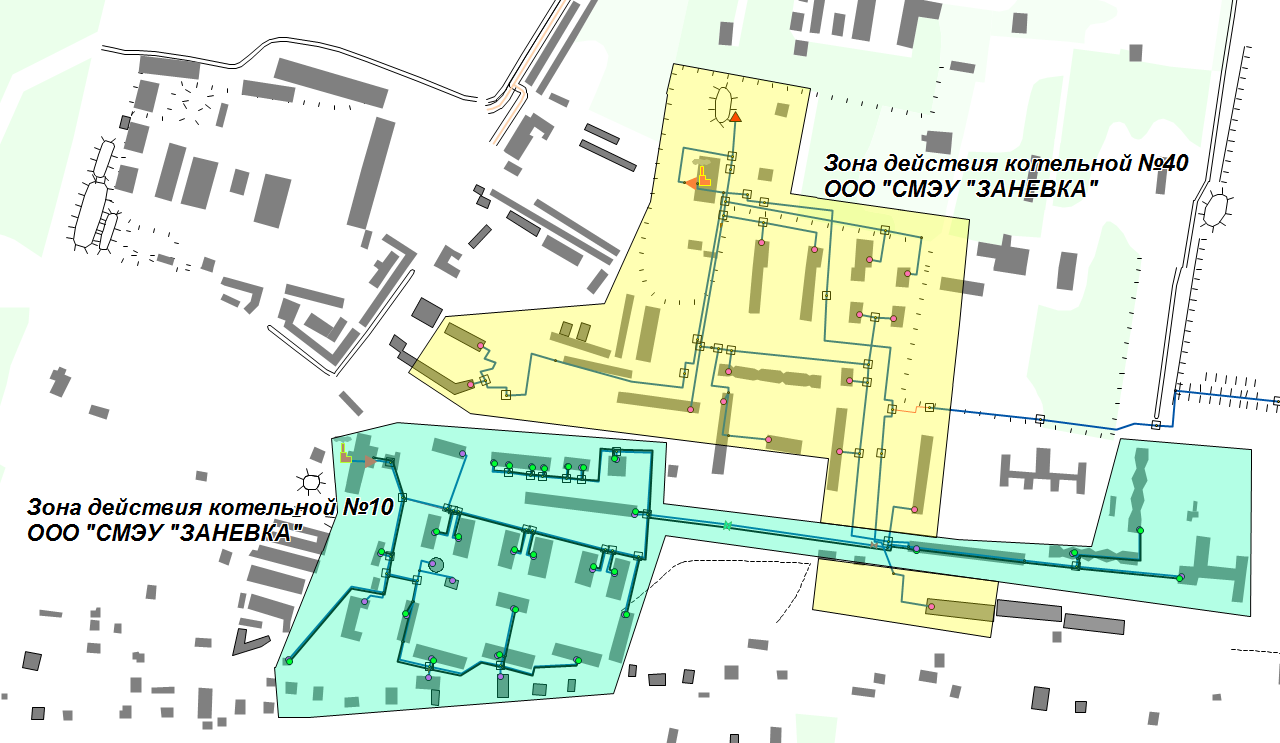 Зона действия котельной №40
ООО "СМЭУ "ЗАНЕВКА"
Зона действия котельной №10
ООО "СМЭУ "ЗАНЕВКА"